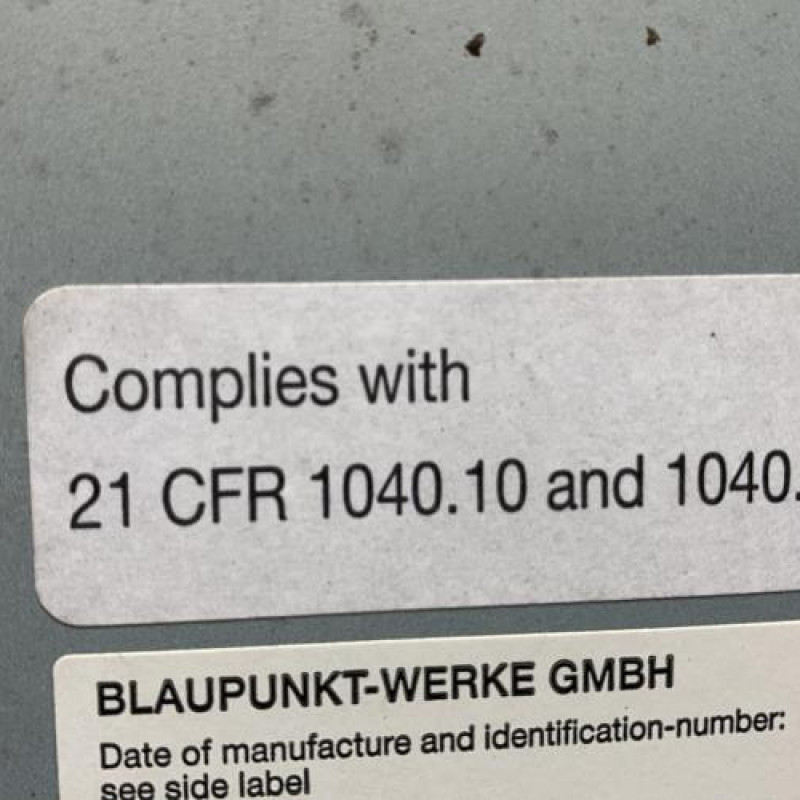 Complies with
21 CFR 1040.10 and 1040.
BLAUPUNKT-WERKE GMBH
Date of manufacture and identification-number:
see side label